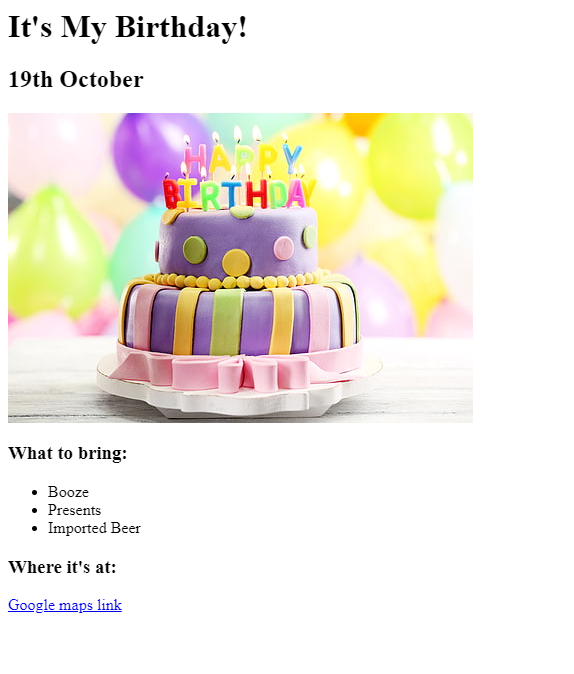 It's My Birthday!
19th October
HAPPY
BIRTHDAY
What to bring:
Booze
Presents
Imported Beer
Where it's at:
Google maps link